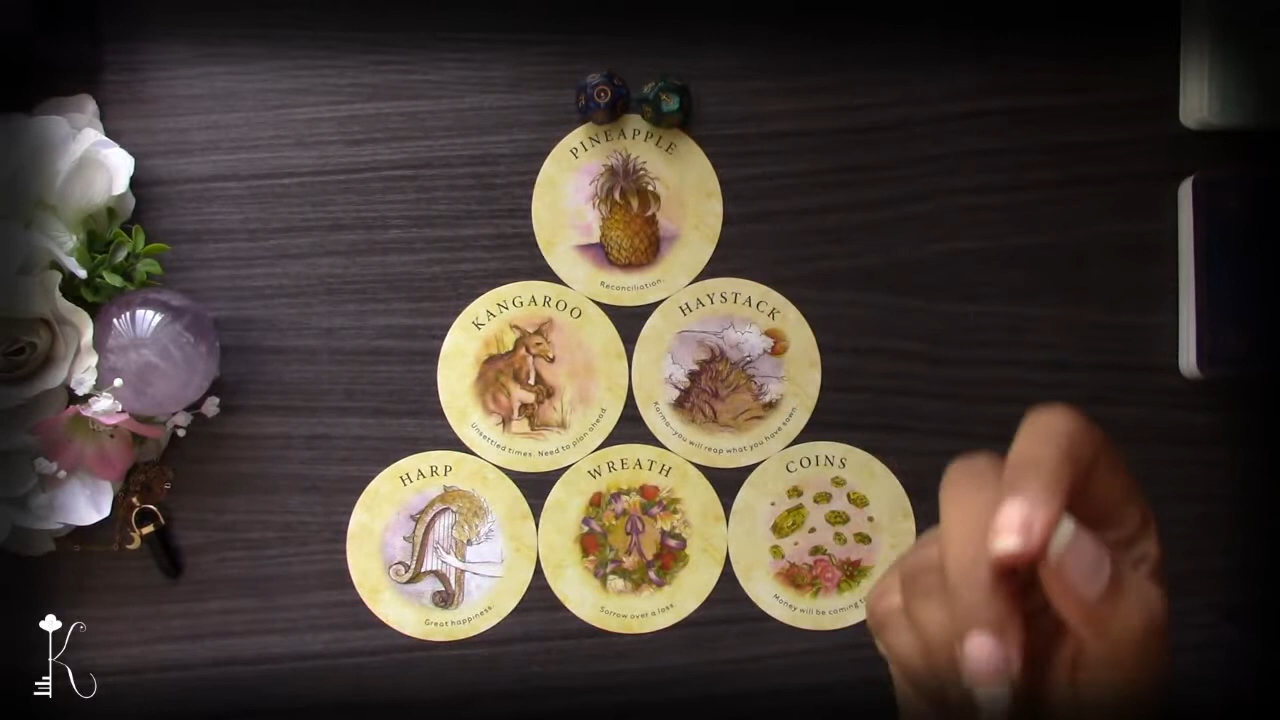 PINEAPPLE
Reconciliation.
KANGAROO
Unsettled times. Need to plan ahead.
HAYSTACK
Karma—you will reap what you have sown.
HARP
Great happiness.
WREATH
Sorrow over a loss.
COINS
Money will be coming
K